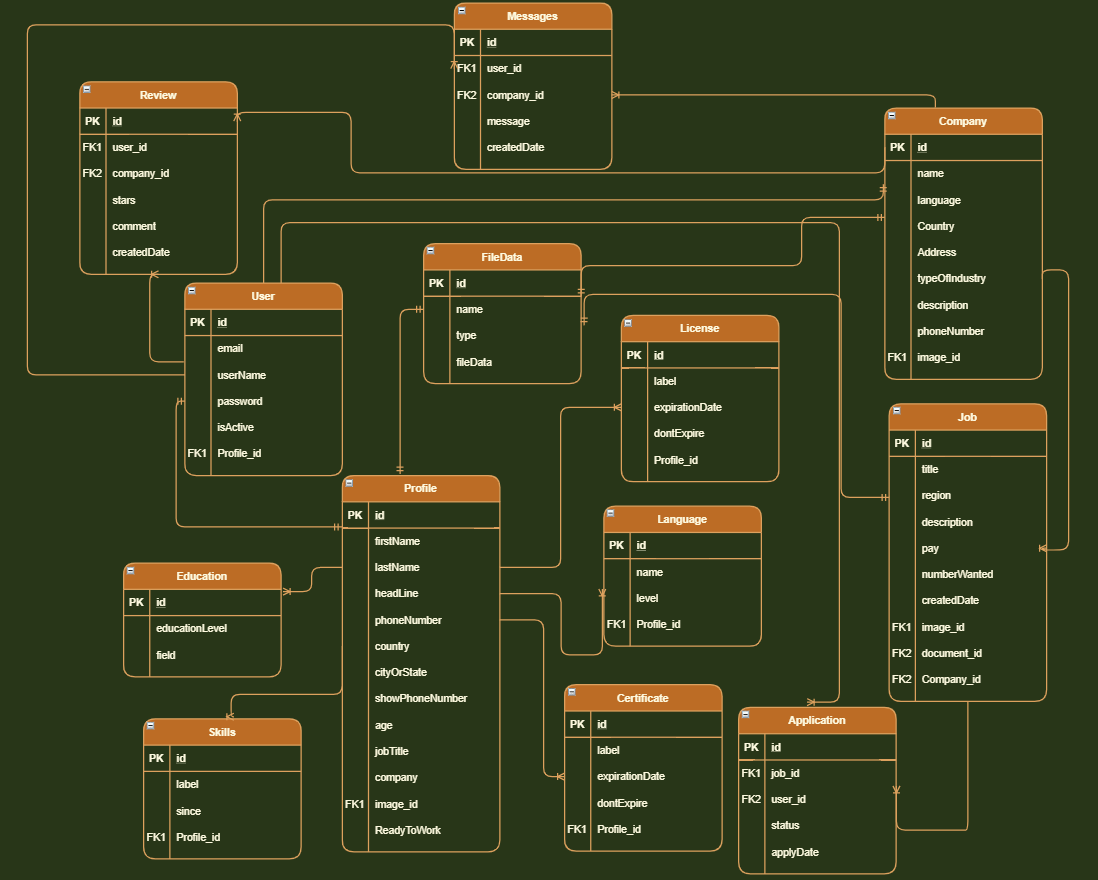 Messages
PK id
FK1 user_id
FK2 company_id
message
createdDate
Review
PK id
FK1 user_id
FK2 company_id
stars
comment
createdDate
Company
PK id
name
language
Country
Address
typeOfIndustry
description
phoneNumber
FK1 image_id
FileData
PK id
name
type
fileData
User
PK id
email
userName
password
isActive
FK1 Profile_id
License
PK id
label
expirationDate
dontExpire
Profile_id
Job
PK id
title
region
description
pay
numberWanted
createdDate
FK1 image_id
FK2 document_id
FK2 Company_id
Profile
PK id
firstName
lastName
headLine
phoneNumber
country
cityOrState
showPhoneNumber
age
jobTitle
company
FK1 image_id
ReadyToWork
Language
PK id
name
level
FK1 Profile_id
Education
PK id
educationLevel
field
Skills
PK id
label
since
FK1 Profile_id
Certificate
PK id
label
expirationDate
dontExpire
FK1 Profile_id
Application
PK id
FK1 job_id
FK2 user_id
status
applyDate